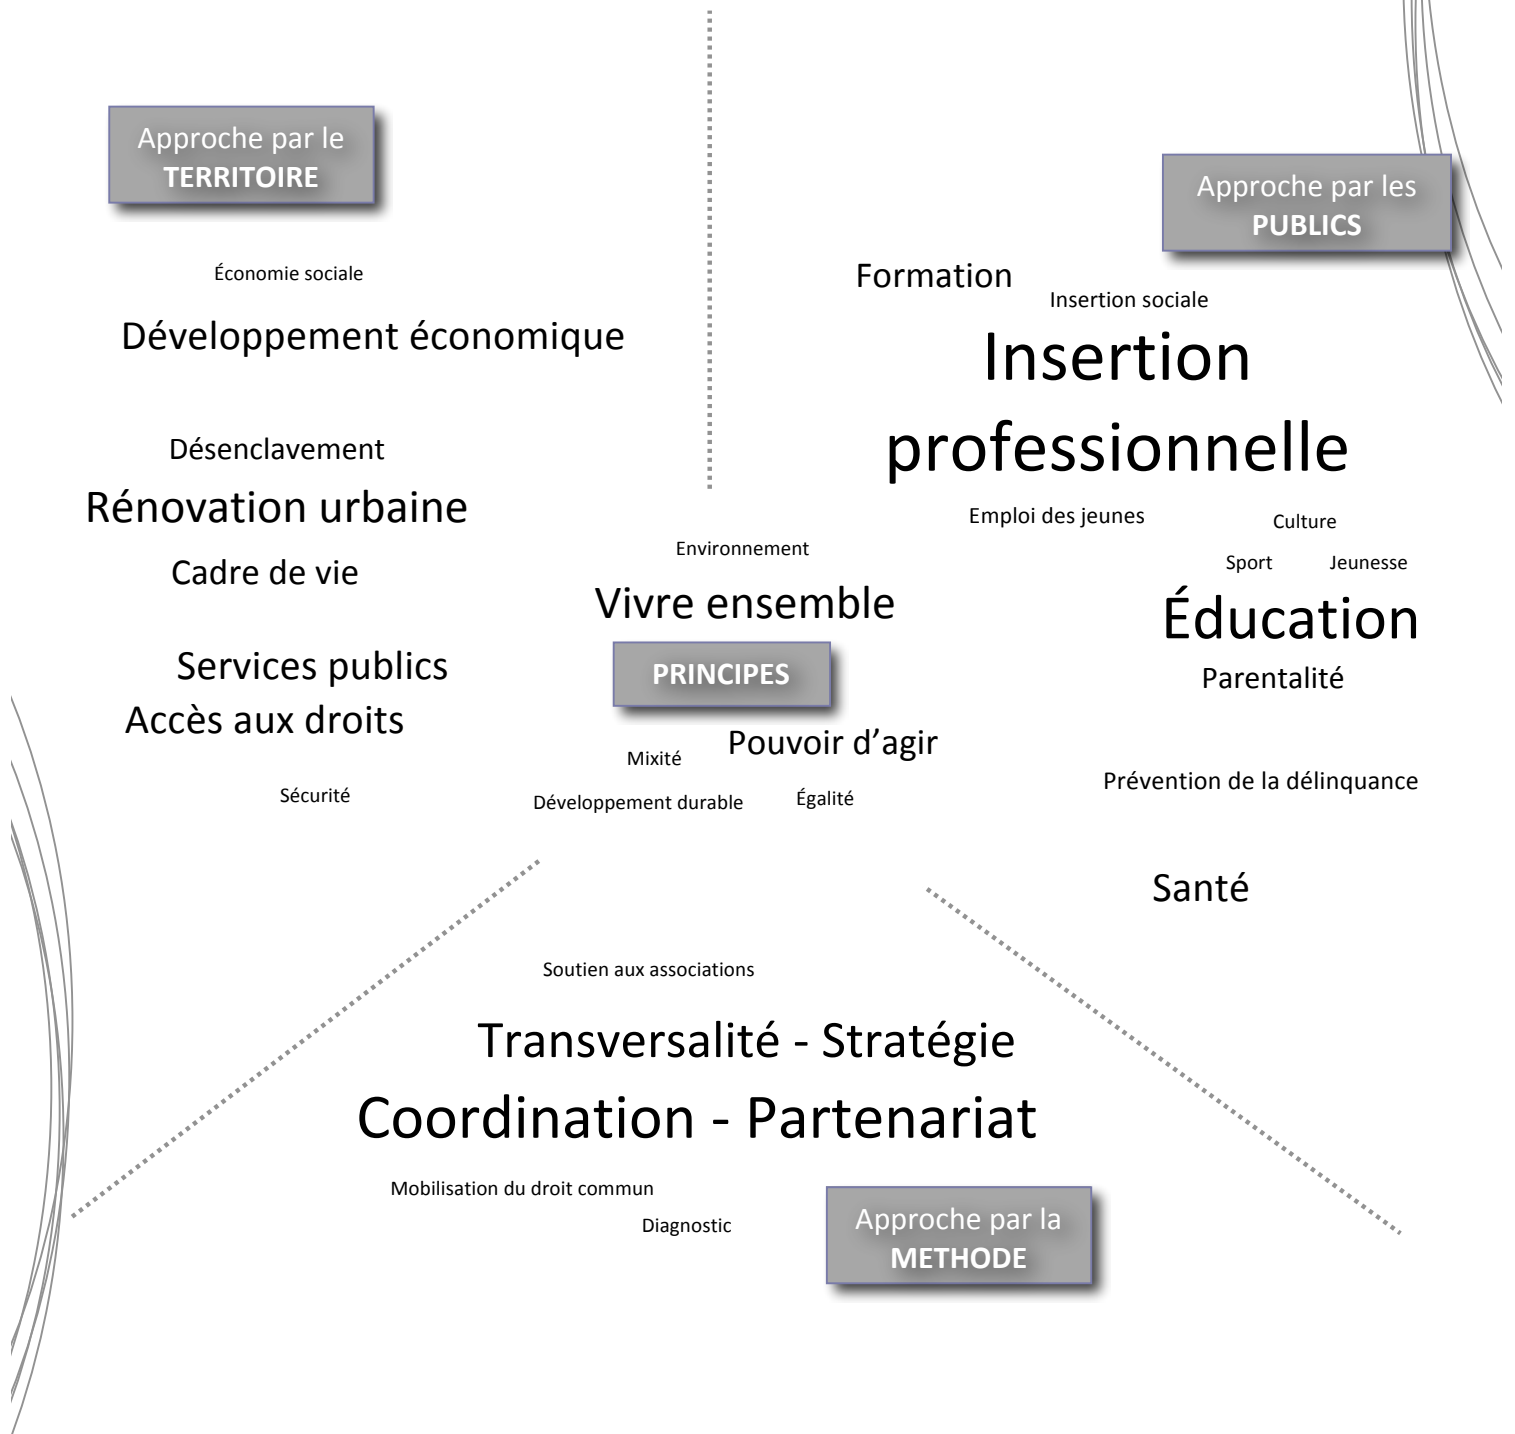 Approche par le
TERRITOIRE
Économie sociale
Développement économique
Désenclavement
Rénovation urbaine
Cadre de vie
Services publics
Accès aux droits
Sécurité
Approche par les
PUBLICS
Formation
Insertion sociale
Insertion
professionnelle
Emploi des jeunes
Culture
Sport
Jeunesse
Éducation
Parentalité
Prévention de la délinquance
Santé
Environnement
Vivre ensemble
PRINCIPES
Pouvoir d’agir
Mixité
Développement durable
Égalité
Soutien aux associations
Transversalité - Stratégie
Coordination - Partenariat
Mobilisation du droit commun
Diagnostic
Approche par la
METHODE